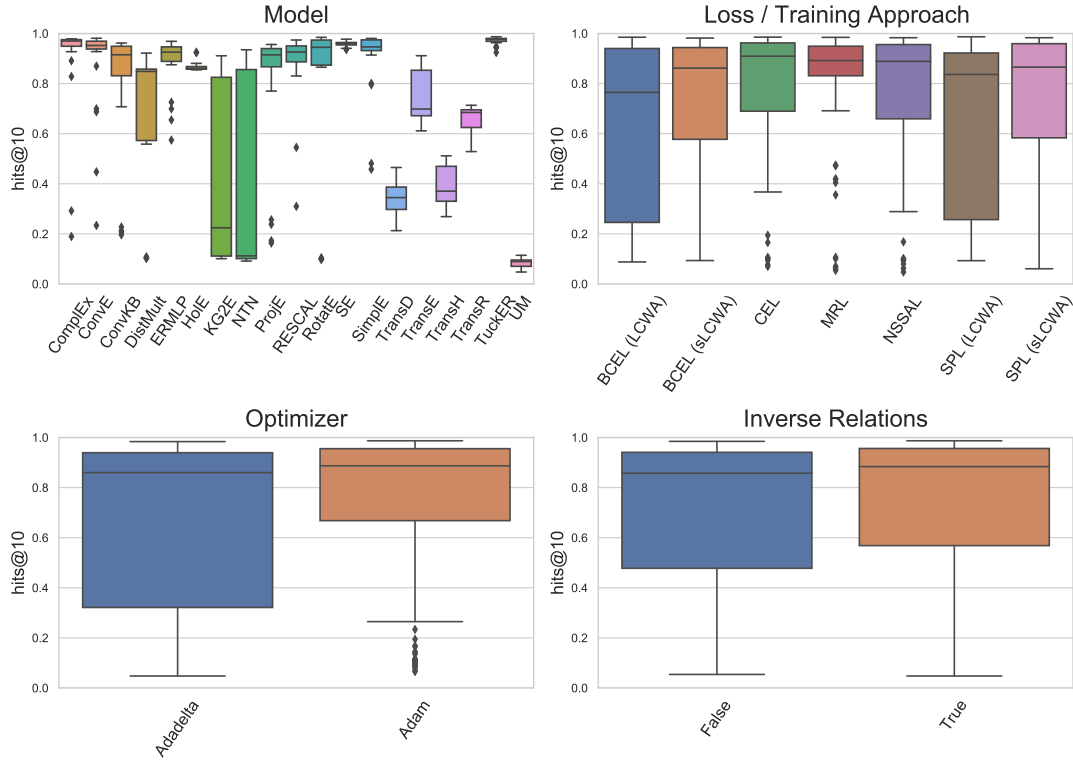 Model
hits@10
1.0
0.8
0.6
0.4
0.2
0.0
ComplEx
ConvE
ConvKB
DistMult
ERMLP
HolE
KG2E
NTN
ProjE
RESCAL
RotatE
SE
SimplE
TransD
TransE
TransH
TransR
TuckER
UM
Loss / Training Approach
hits@10
1.0
0.8
0.6
0.4
0.2
0.0
BCEL (LCWA)
BCEL (sLCWA)
CEL
MRL
NSSAL
SPL (LCWA)
SPL (sLCWA)
Optimizer
hits@10
1.0
0.8
0.6
0.4
0.2
0.0
Adadelta
Adam
Inverse Relations
hits@10
1.0
0.8
0.6
0.4
0.2
0.0
False
True